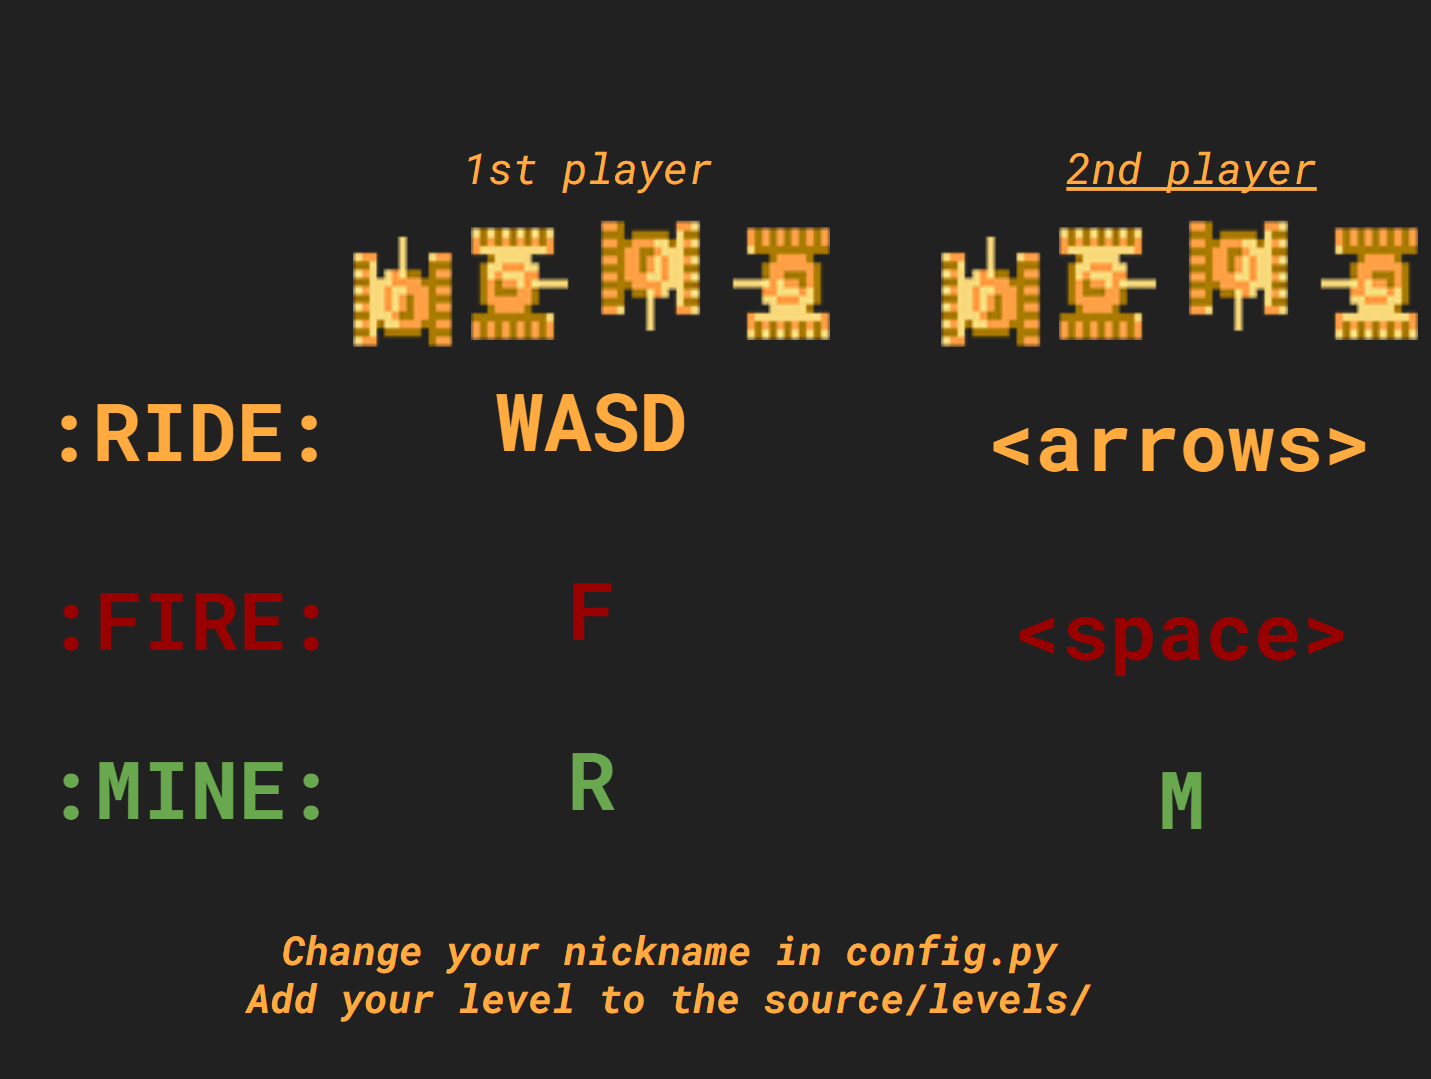 1st player 2nd player
:RIDE: WASD <arrows>
:FIRE: F <space>
:MINE: R M
Change your nickname in config.py
Add your level to the source/levels/